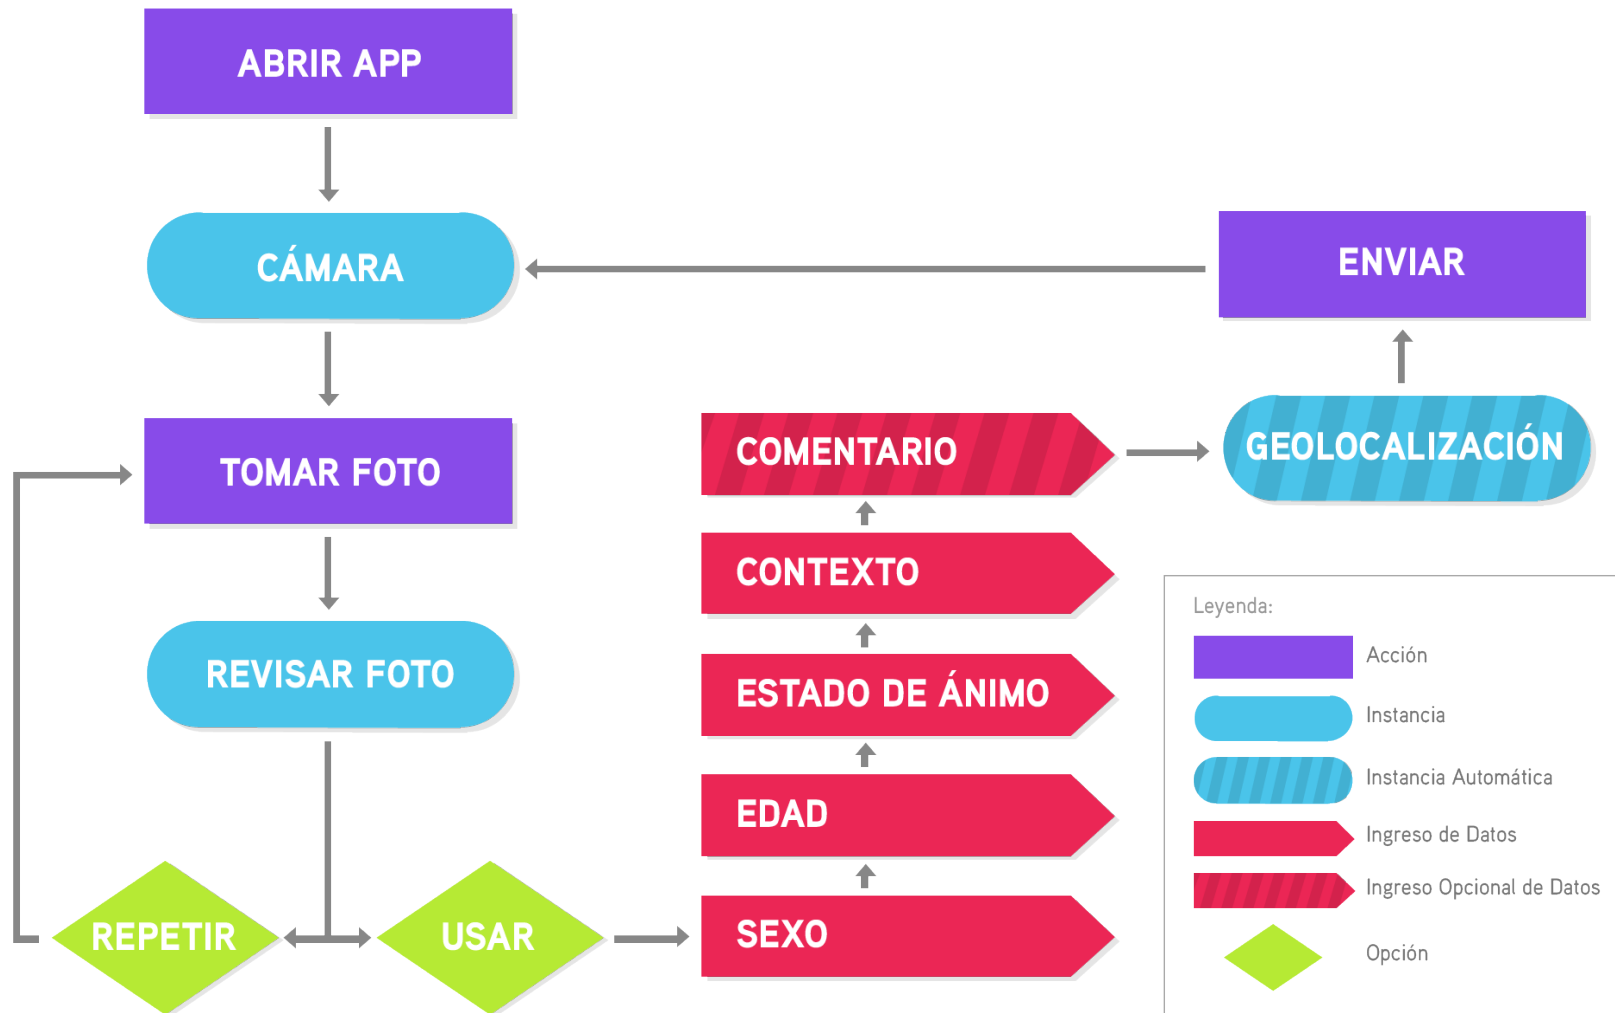 ABRIR APP
CÁMARA
TOMAR FOTO
REVISAR FOTO
REPETIR
USAR
SEXO
EDAD
ESTADO DE ÁNIMO
CONTEXTO
COMENTARIO
GEOLOCALIZACIÓN
ENVIAR
Leyenda:
Acción
Instancia
Instancia Automática
Ingreso de Datos
Ingreso Opcional de Datos
Opción